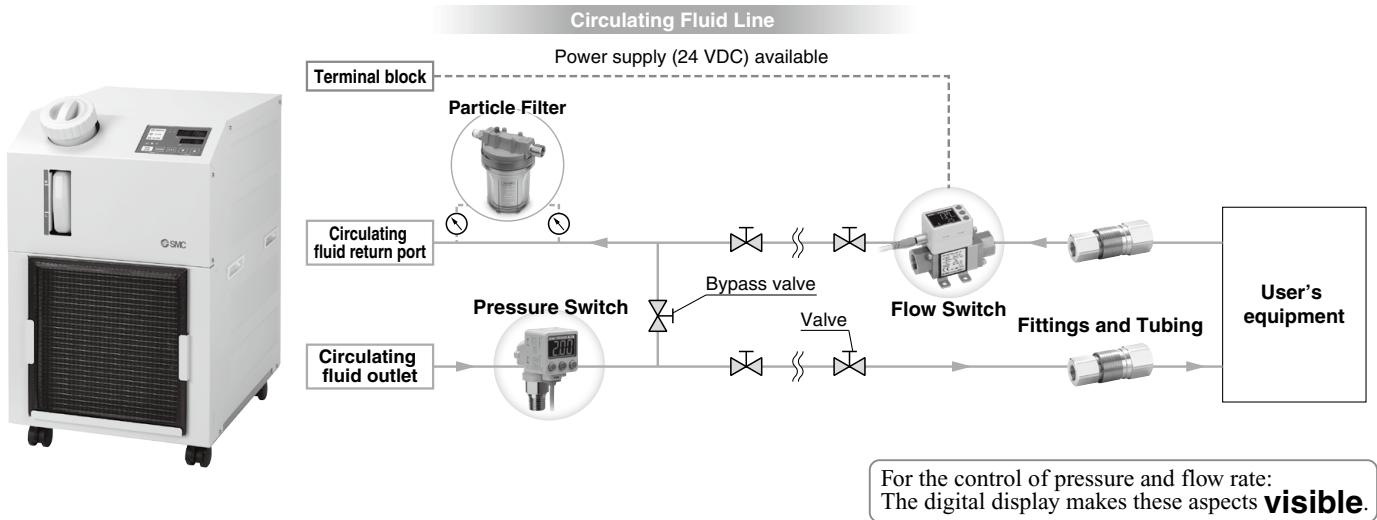 Circulating Fluid Line
Power supply (24 VDC) available
Terminal block
Particle Filter
SMC
Circulating
fluid return port
Bypass valve
Pressure Switch
Flow Switch
Valve
Fittings and Tubing
User's
equipment
200
Circulating
fluid outlet
For the control of pressure and flow rate:
The digital display makes these aspects visible.